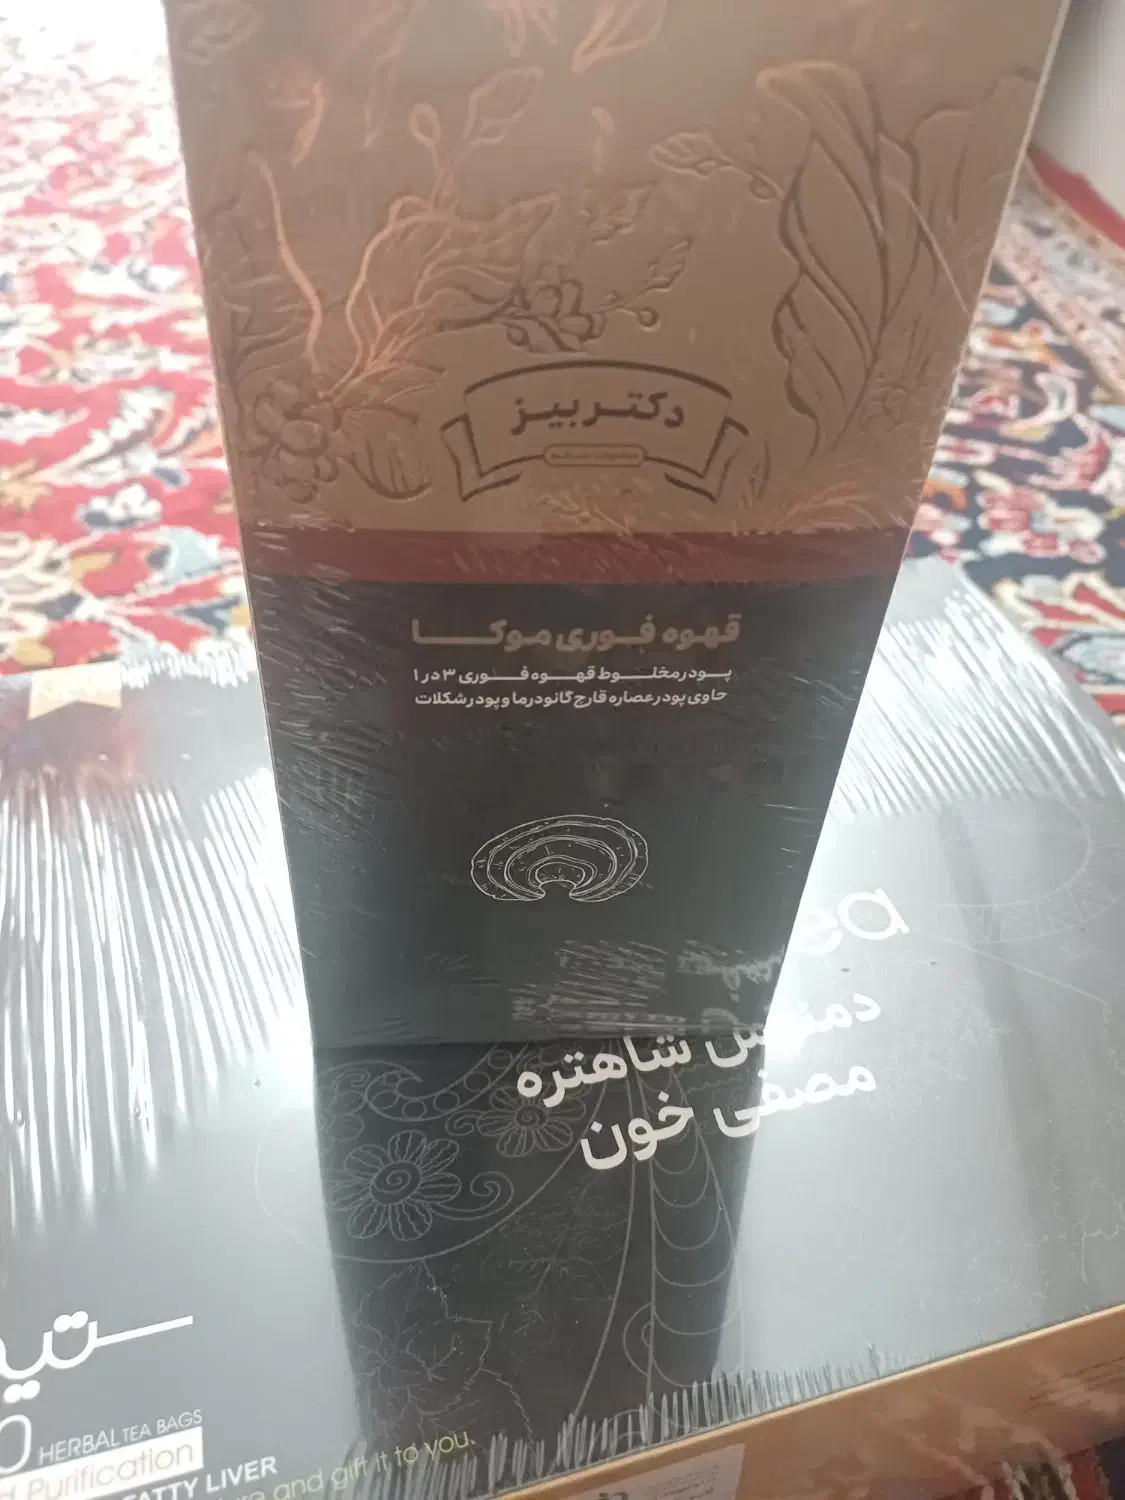 دکتر بیز
قهوه فوری موکا
پودر مخلوط قهوه فوری ۳ در ۱
حاوی پودر عصاره قارچ گانودرما و پودر شکلات
دمنوش شاهتره
مصفی خون
HERBAL TEA BAGS
Purification
FATTY LIVER
and gift it to you.